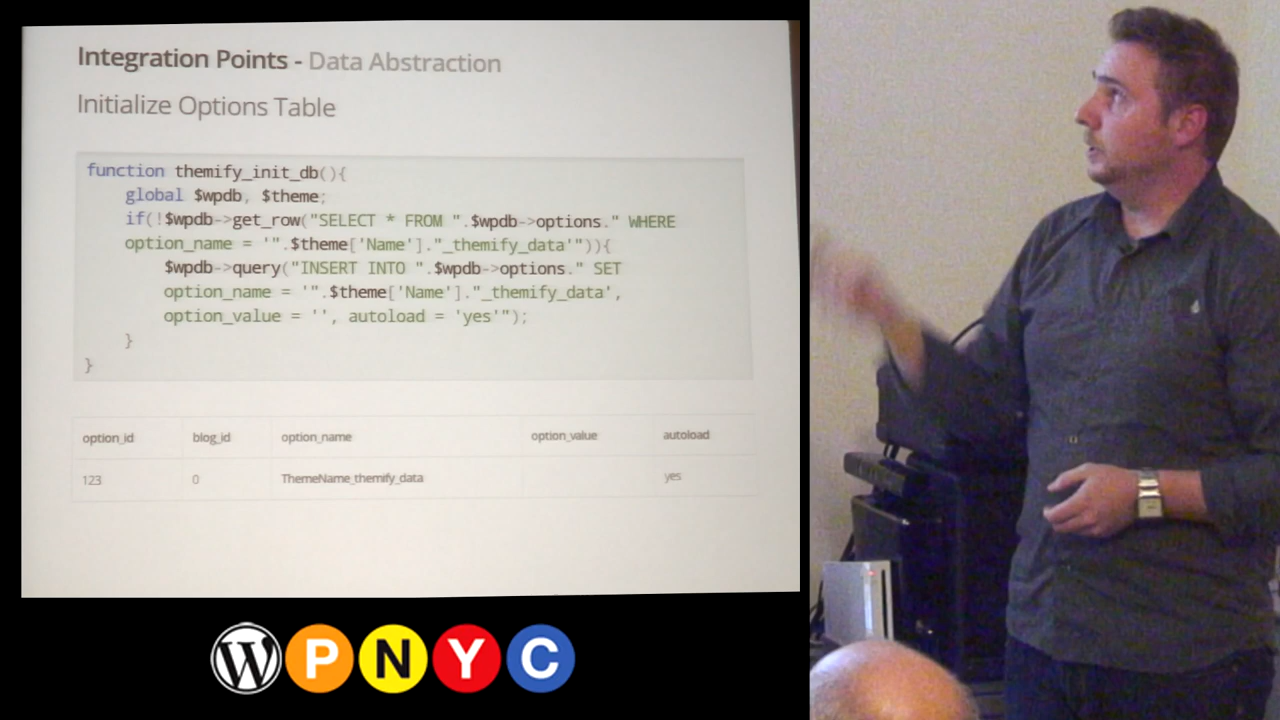 Integration Points - Data Abstraction
Initialize Options Table
function themify_init_db(){
global $wpdb, $theme;
if(!$wpdb->get_row("SELECT * FROM ".$wpdb->options." WHERE
option_name = '".$theme['Name']."_themify_data'")){
$wpdb->query("INSERT INTO ".$wpdb->options." SET
option_name = '".$theme['Name']."_themify_data',
option_value = '', autoload = 'yes'");
}
}
option_id blog_id option_name option_value autoload
123 0 ThemeName_themify_data yes
W P N Y C